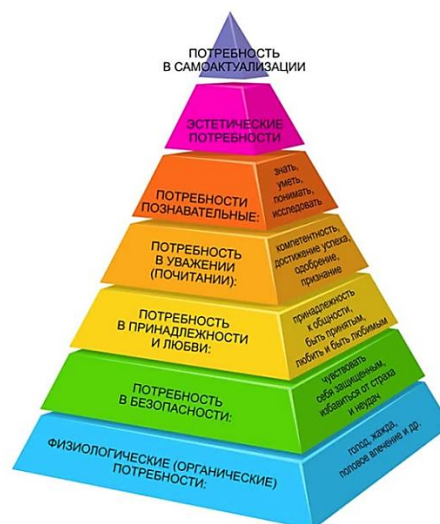 ПОТРЕБНОСТЬ
В САМОАКТУАЛИЗАЦИИ
ЭСТЕТИЧЕСКИЕ
ПОТРЕБНОСТИ
ПОТРЕБНОСТИ
ПОЗНАВАТЕЛЬНЫЕ:
знать,
уметь,
понимать,
исследовать
ПОТРЕБНОСТЬ
В УВАЖЕНИИ
(ПОЧИТАНИИ):
компетентность,
достижение успеха,
одобрение,
признание
ПОТРЕБНОСТЬ
В ПРИНАДЛЕЖНОСТИ
И ЛЮБВИ:
принадлежность
к общности,
быть принятым,
любить и быть любимым
ПОТРЕБНОСТЬ
В БЕЗОПАСНОСТИ:
чувствовать
себя защищенным,
избавиться от страха
и неудач
ФИЗИОЛОГИЧЕСКИЕ (ОРГАНИЧЕСКИЕ)
ПОТРЕБНОСТИ:
голод, жажда,
половое влечение и др.